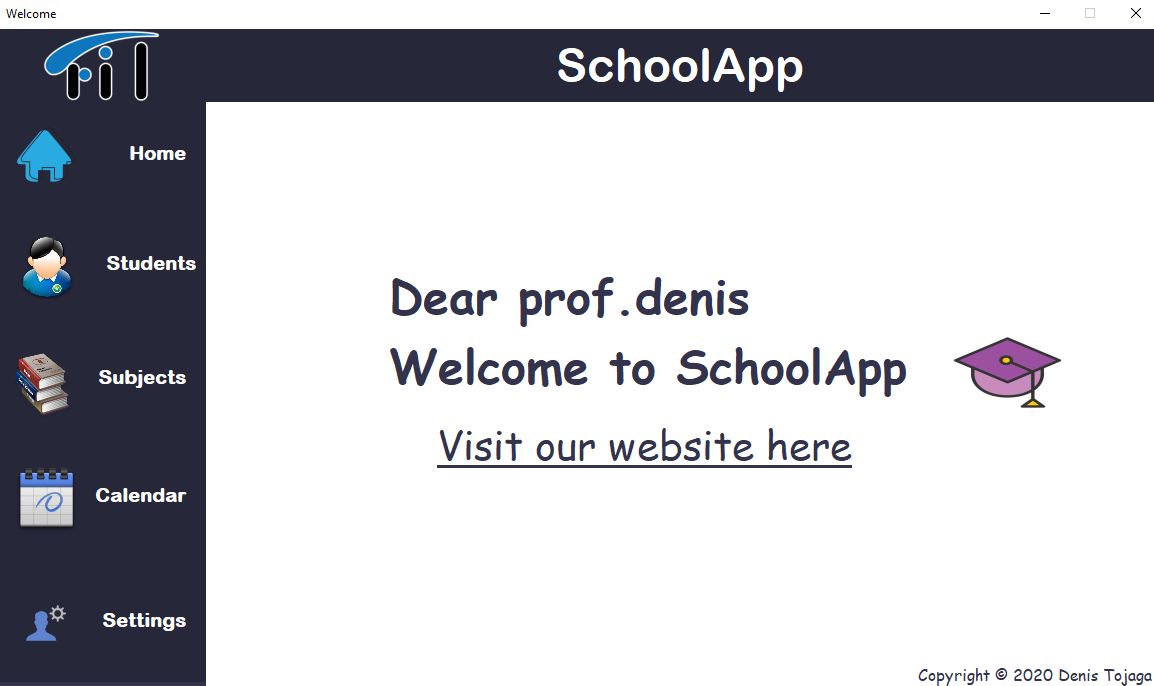 Welcome
FIT
SchoolApp
Home
Students
Subjects
Calendar
Settings
Dear prof.denis
Welcome to SchoolApp
Visit our website here
Copyright © 2020 Denis Tojaga